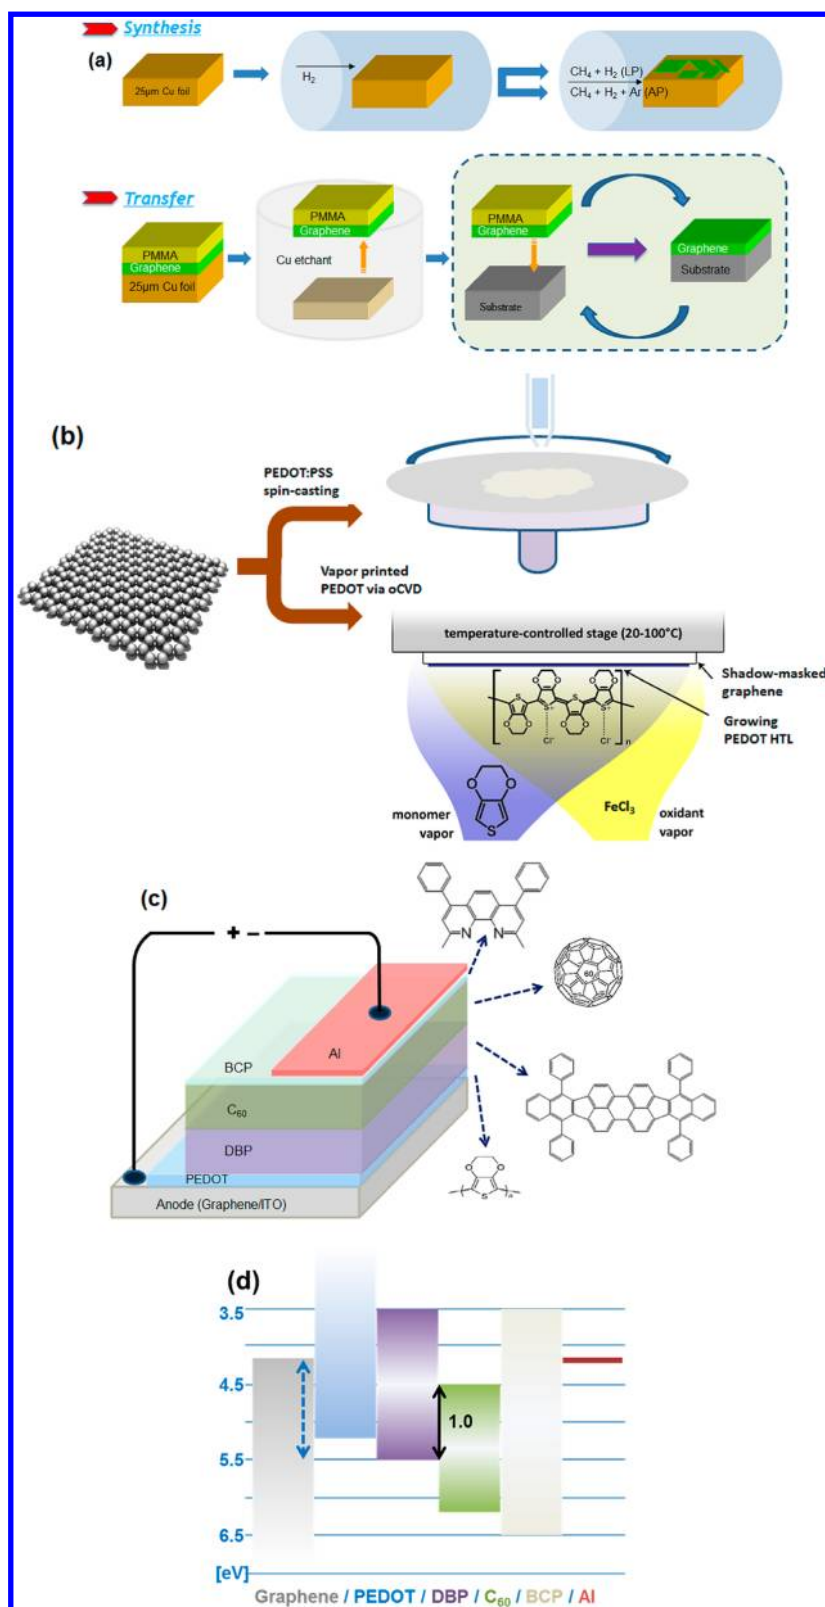 Synthesis
(a)
25μm Cu foil
H₂
CH₄ + H₂ (LP)
CH₄ + H₂ + Ar (AP)
Transfer
PMMA
Graphene
25μm Cu foil
PMMA
Graphene
Cu etchant
PMMA
Graphene
Substrate
Graphene
Substrate
(b)
PEDOT:PSS
spin-casting
Vapor printed
PEDOT via oCVD
temperature-controlled stage (20-100°C)
Shadow-masked
graphene
Growing
PEDOT HTL
O O
O O
S
S+
S
S+
O O
O O
Cl⁻
Cl⁻
n
O O
S
monomer
vapor
FeCl₃
oxidant
vapor
(c)
N N
+ −
60
Al
BCP
C₆₀
DBP
PEDOT
Anode (Graphene/ITO)
O O
S
n
(d)
3.5
4.5
1.0
5.5
6.5
[eV]
Graphene / PEDOT / DBP / C₆₀ / BCP / Al